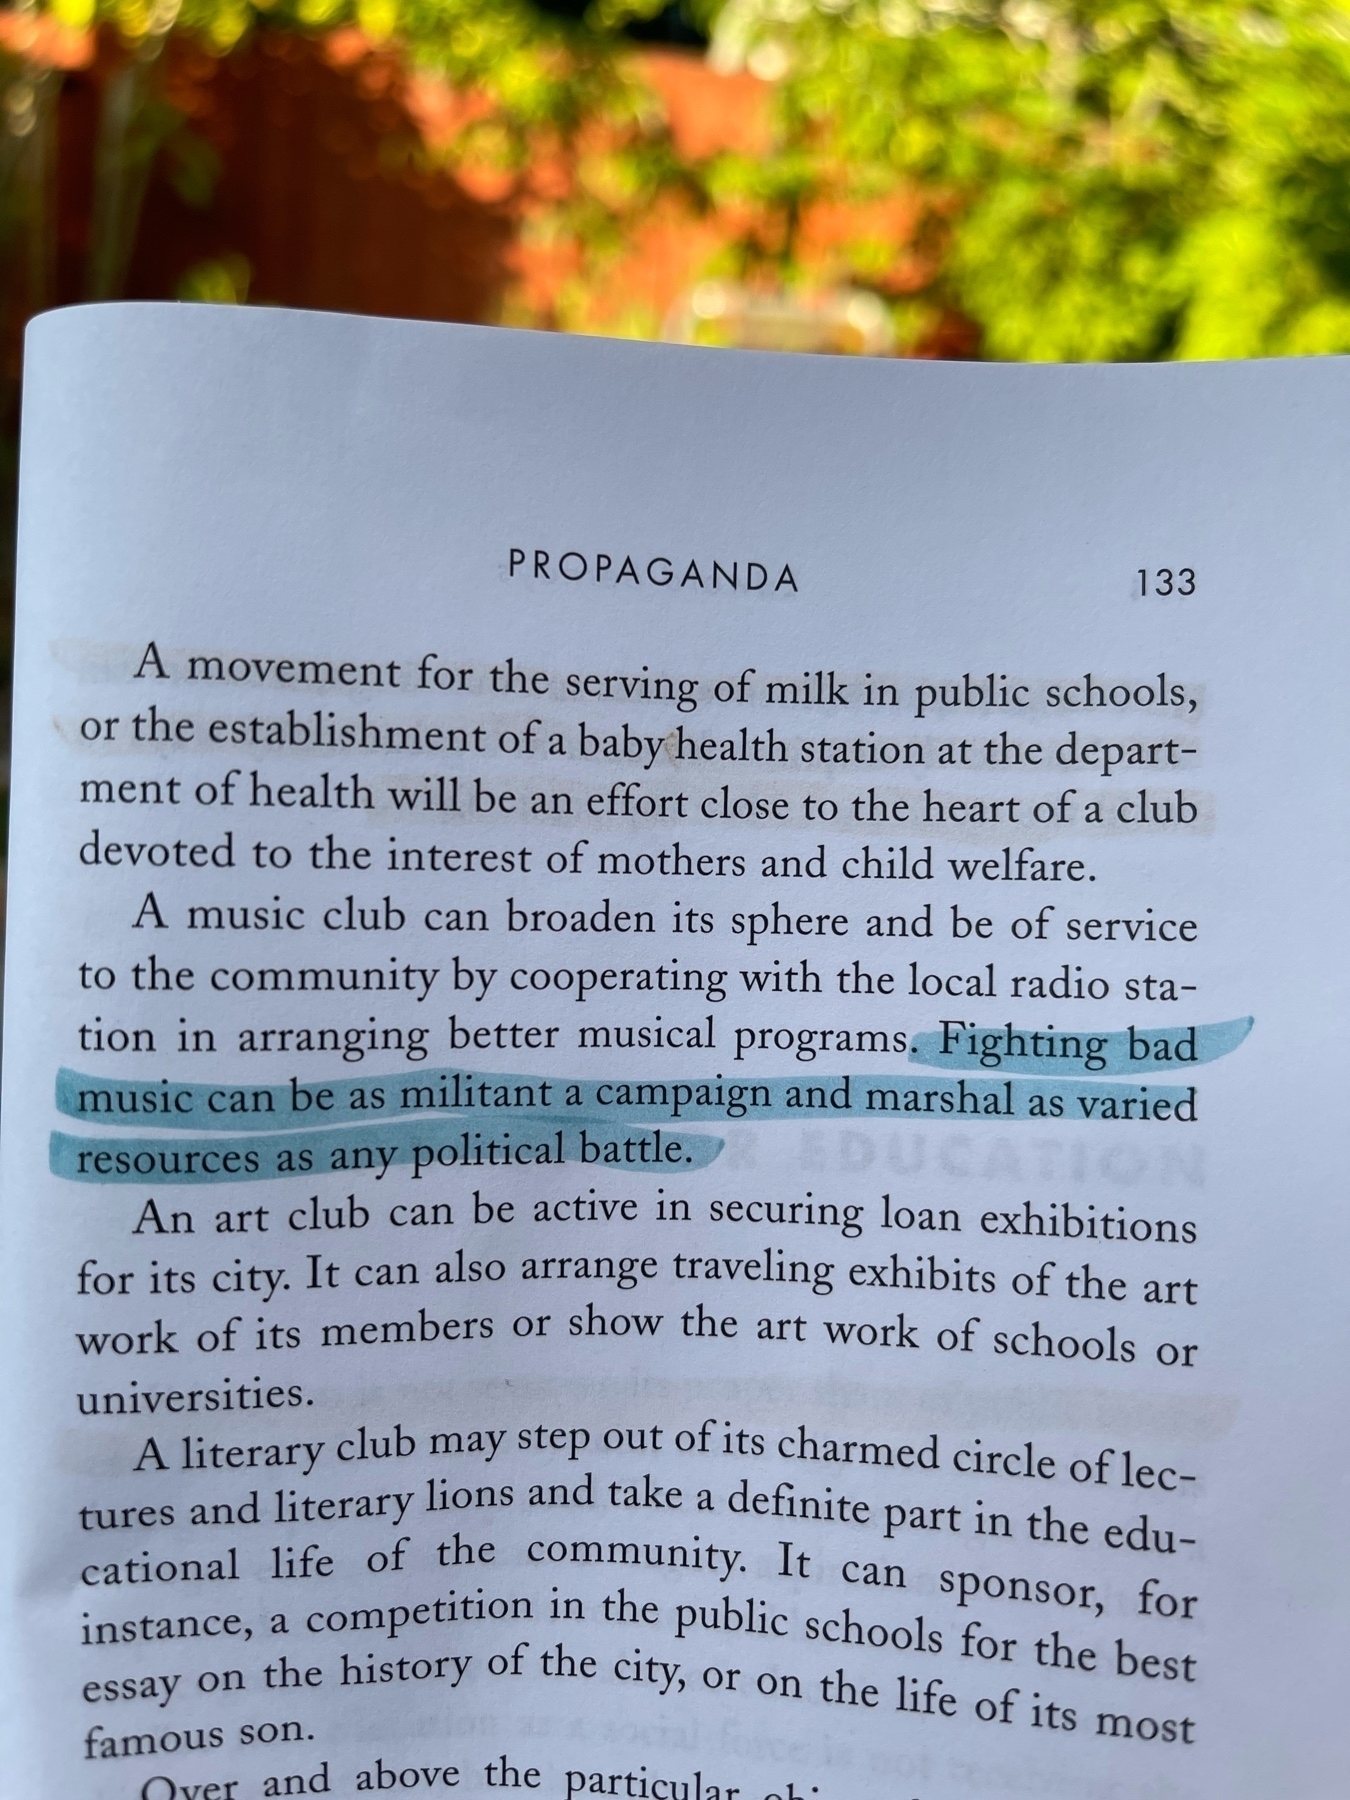 PROPAGANDA 133
A movement for the serving of milk in public schools,
or the establishment of a baby health station at the depart-
ment of health will be an effort close to the heart of a club
devoted to the interest of mothers and child welfare.
A music club can broaden its sphere and be of service
to the community by cooperating with the local radio sta-
tion in arranging better musical programs. Fighting bad
music can be as militant a campaign and marshal as varied
resources as any political battle.
An art club can be active in securing loan exhibitions
for its city. It can also arrange traveling exhibits of the art
work of its members or show the art work of schools or
universities.
A literary club may step out of its charmed circle of lec-
tures and literary lions and take a definite part in the edu-
cational life of the community. It can sponsor, for
instance, a competition in the public schools for the best
essay on the history of the city, or on the life of its most
famous son.
Over and above the particular